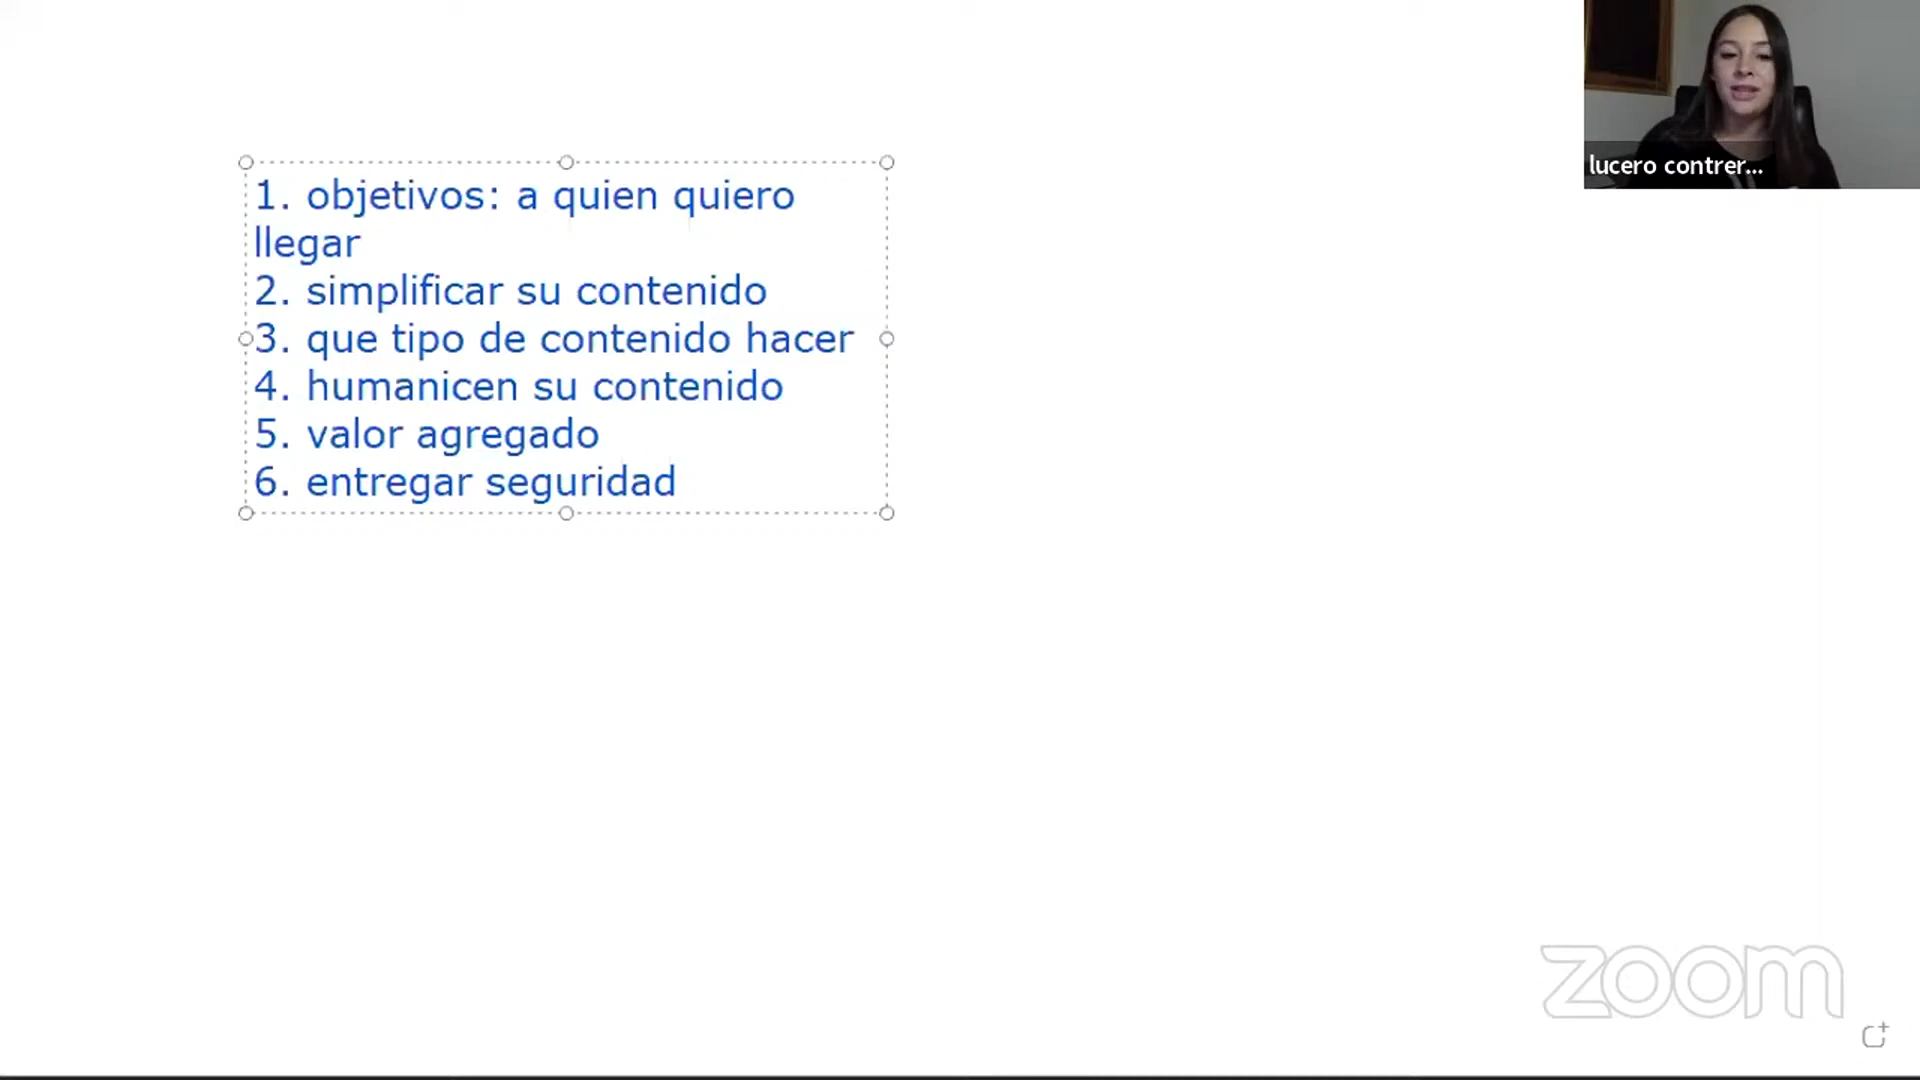 lucero contrer...
1. objetivos: a quien quiero
llegar
2. simplificar su contenido
3. que tipo de contenido hacer
4. humanicen su contenido
5. valor agregado
6. entregar seguridad
zoom